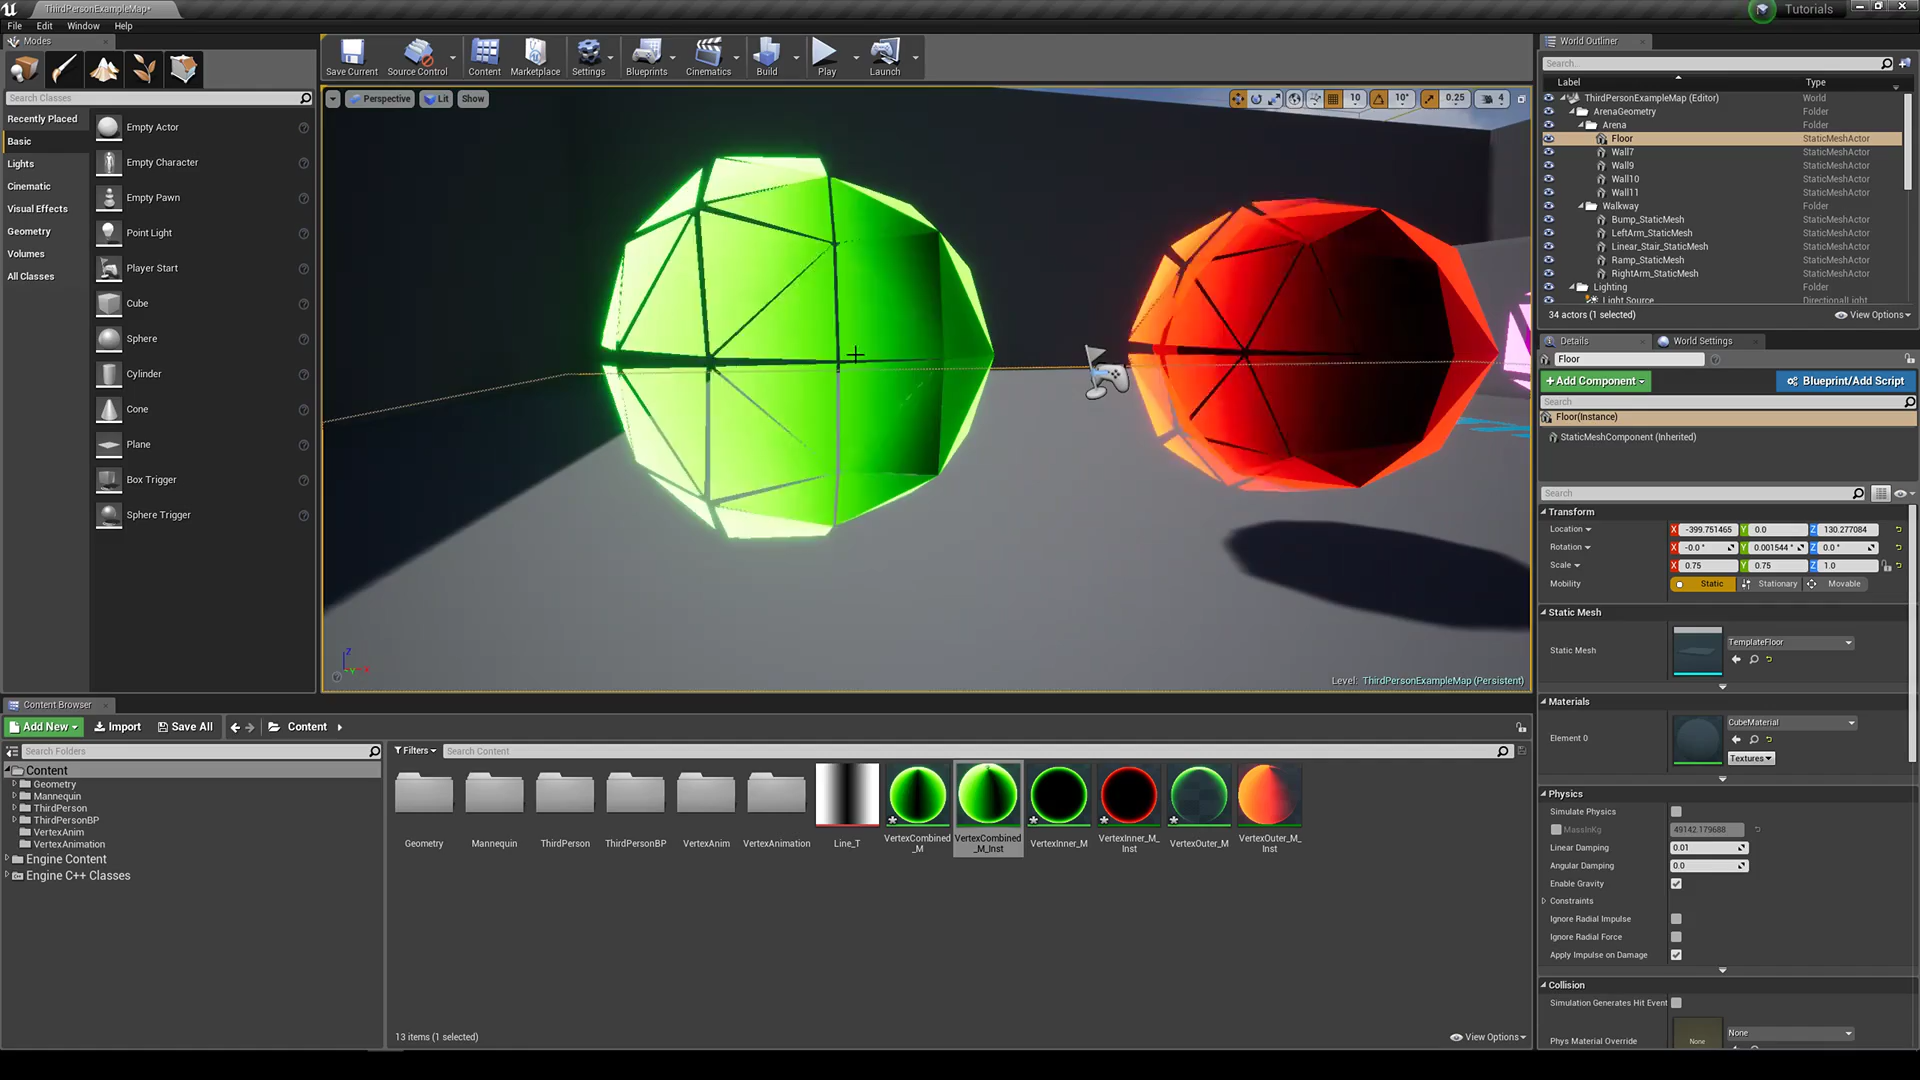 ThirdPersonExampleMap*
Tutorials
File Edit Window Help
Modes
Search Classes
Recently Placed
Basic
Lights
Cinematic
Visual Effects
Geometry
Volumes
All Classes
Empty Actor
Empty Character
Empty Pawn
Point Light
Player Start
Cube
Sphere
Cylinder
Cone
Plane
Box Trigger
Sphere Trigger
Save Current
Source Control
Content
Marketplace
Settings
Blueprints
Cinematics
Build
Play
Launch
Perspective Lit Show
10 10° 0.25 4
Level: ThirdPersonExampleMap (Persistent)
World Outliner
Search..
Label Type
ThirdPersonExampleMap (Editor) World
ArenaGeometry Folder
Arena Folder
Floor StaticMeshActor
Wall7 StaticMeshActor
Wall9 StaticMeshActor
Wall10 StaticMeshActor
Wall11 StaticMeshActor
Walkway Folder
Bump_StaticMesh StaticMeshActor
LeftArm_StaticMesh StaticMeshActor
Linear_Stair_StaticMesh StaticMeshActor
Ramp_StaticMesh StaticMeshActor
RightArm_StaticMesh StaticMeshActor
Lighting Folder
Light Source DirectionalLight
34 actors (1 selected) View Options
Details World Settings
Floor
+Add Component Blueprint/Add Script
Search
Floor(Instance)
StaticMeshComponent (Inherited)
Search
Transform
Location X -399.751465 Y 0.0 Z 130.277084
Rotation X -0.0 ° Y 0.001544 ° Z 0.0 °
Scale X 0.75 Y 0.75 Z 1.0
Mobility Static Stationary Movable
Static Mesh
Static Mesh TemplateFloor
Materials
Element 0 CubeMaterial
Textures
Physics
Simulate Physics
MassInKg 49142.179688
Linear Damping 0.01
Angular Damping 0.0
Enable Gravity
Constraints
Ignore Radial Impulse
Ignore Radial Force
Apply Impulse on Damage
Collision
Simulation Generates Hit Event
Phys Material Override None None
Content Browser
Add New Import Save All Content
Search Folders
Content
Geometry
Mannequin
ThirdPerson
ThirdPersonBP
VertexAnim
VertexAnimation
Engine Content
Engine C++ Classes
Filters Search Content
Geometry
Mannequin
ThirdPerson
ThirdPersonBP
VertexAnim
VertexAnimation
Line_T
VertexCombined
_M
VertexCombined
_M_Inst
VertexInner_M
VertexInner_M_
Inst
VertexOuter_M
VertexOuter_M_
Inst
13 items (1 selected) View Options